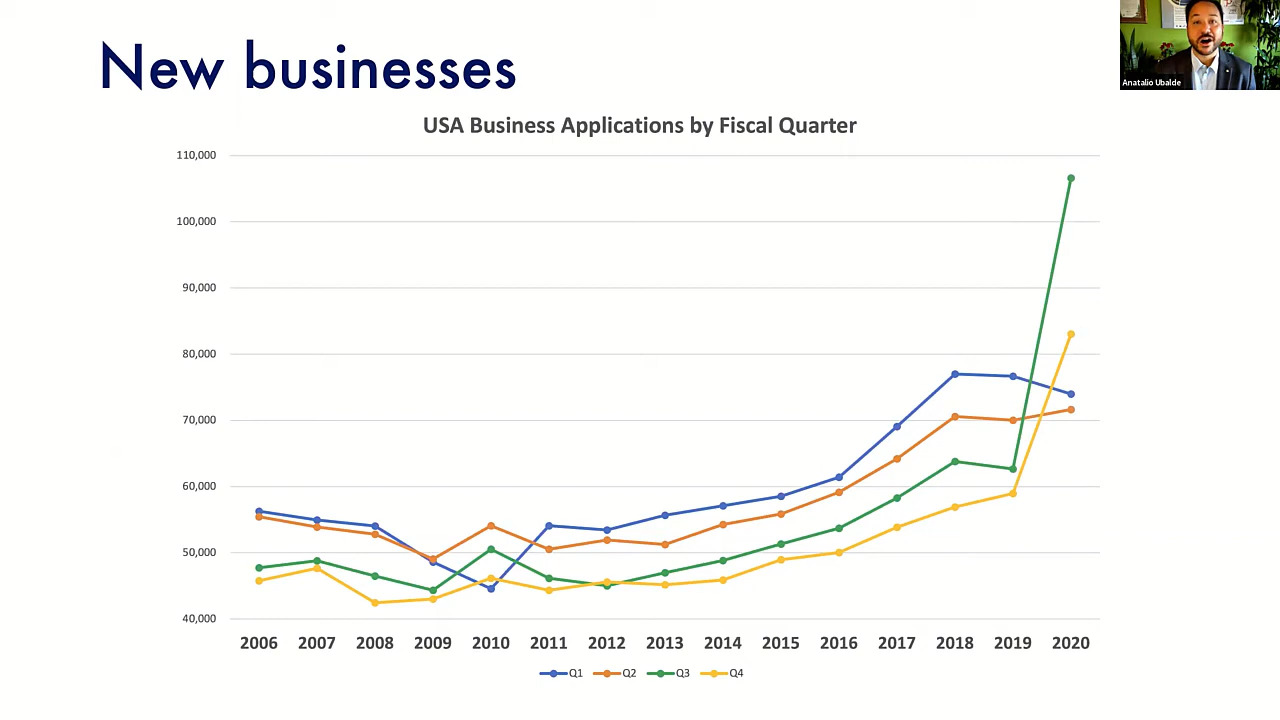 New businesses
Anatalio Ubalde
USA Business Applications by Fiscal Quarter
110,000
100,000
90,000
80,000
70,000
60,000
50,000
40,000
2006 2007 2008 2009 2010 2011 2012 2013 2014 2015 2016 2017 2018 2019 2020
Q1 Q2 Q3 Q4